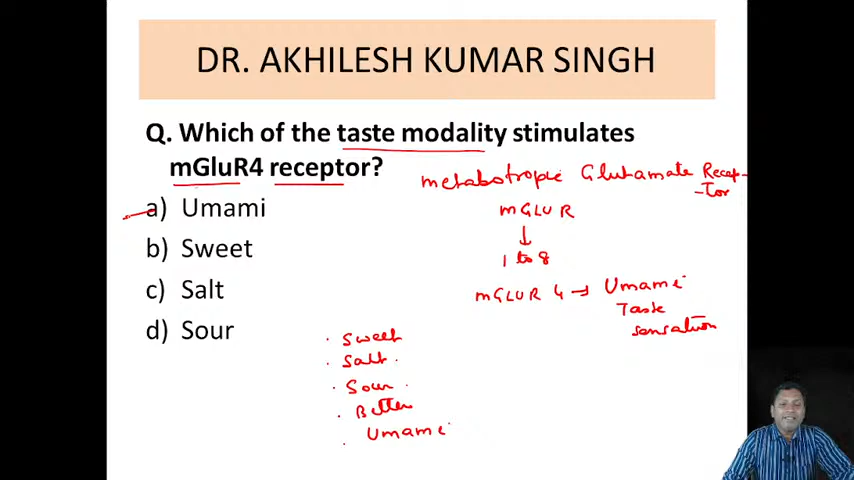 DR. AKHILESH KUMAR SINGH
Q. Which of the taste modality stimulates
mGluR4 receptor?
metabotropic Glutamate Recep-
-Tor
a) Umami
mGLUR
b) Sweet
1 to 8
c) Salt
mGLUR 4 → Umami
Taste
sensation
d) Sour
. Sweet
. Salt .
. Sour .
. Bitter
. Umami